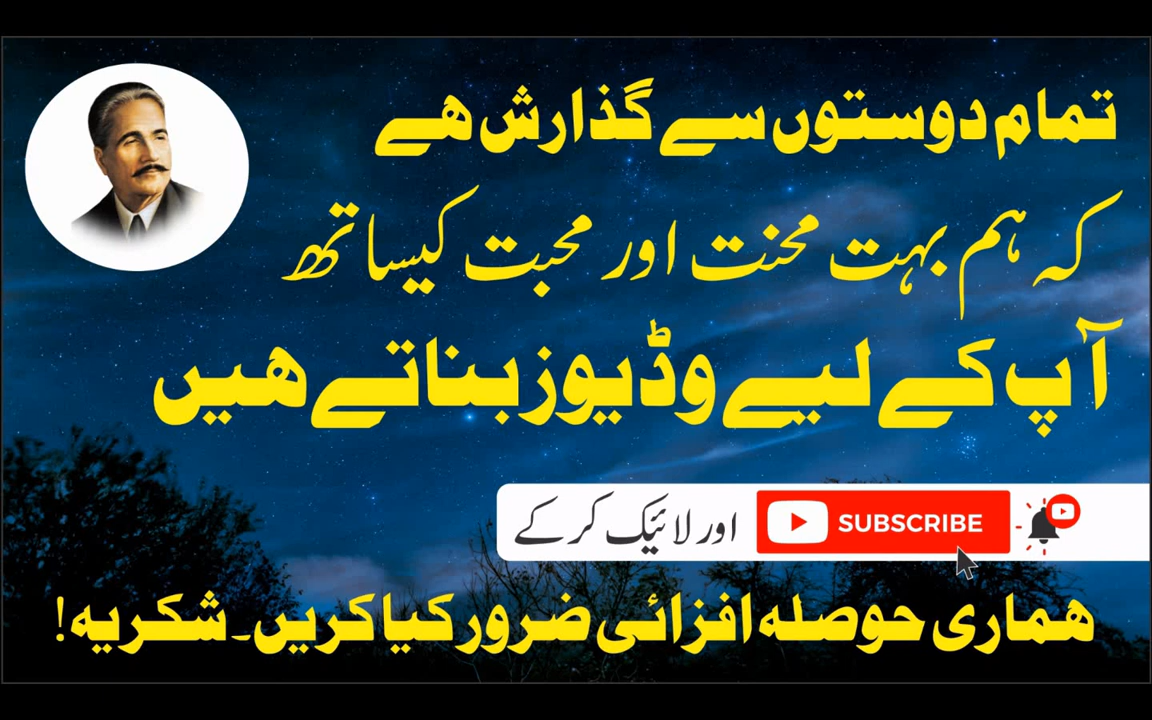 تمام دوستوں سے گذارش ھے
کہ ہم بہت محنت اور محبت کیساتھ
آپ کے لیے وڈیوز بناتے ھیں
SUBSCRIBE اور لائیک کر کے
ھماری حوصلہ افزائی ضرور کیا کریں۔ شکریہ!